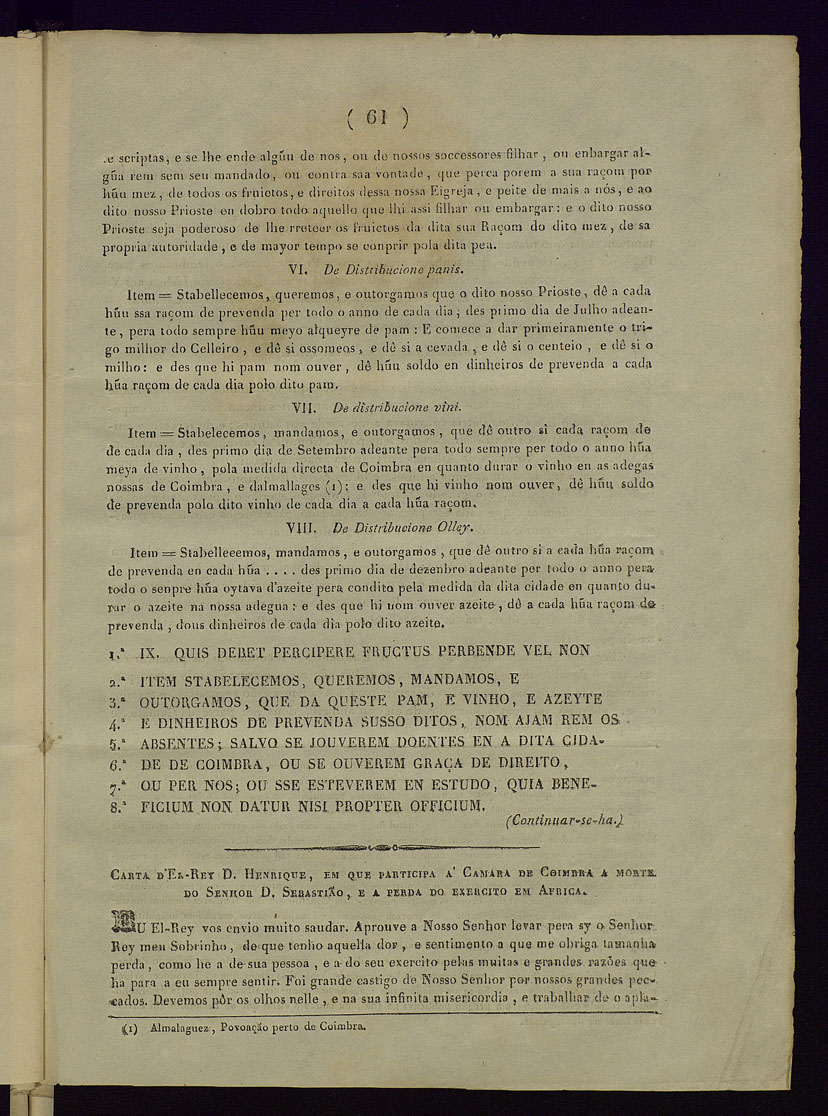 ( 61 )
.e scriptas, e se lhe ende algũu de nos, ou de nossos soccessores filhar, ou enbargar al-
gũa rem sem seu mandado, ou contra saa vontade, que perca porem a sua raçom por
hũu mez, de todos os fruictos, e direitos dessa nossa Eigreja, e peite de mais a nós, e ao
dito nosso Prioste en dobro todo aquello que lhi assi filhar ou embargar: e o dito nosso
Prioste seja poderoso de lhe rreteer os fruictos da dita sua Raçom do dito mez, de sa
propria autoridade, e de mayor tempo se conprir pola dita pea.
VI. De Distribucione panis.
Item = Stabellecemos, queremos, e outorgamos que o dito nosso Prioste, dê a cada
hũu ssa raçom de prevenda per todo o anno de cada dia; des primo dia de Julho adean-
te, pera todo sempre hũu meyo alqueyre de pam: E comece a dar primeiramente o tri-
go milhor do Celleiro, e dê si ossomeos, e dê si a cevada, e dê si o centeio, e dê si o
milho: e des que hi pam nom ouver, dê hũu soldo en dinheiros de prevenda a cada
hũa raçom de cada dia polo dito pam.
VII. De distribucione vini.
Item = Stabelecemos, mandamos, e outorgamos, que dê outro si cada raçom de
de cada dia, des primo dia de Setembro adeante pera todo sempre per todo o anno hũa
meya de vinho, pola medida directa de Coimbra en quanto durar o vinho en as adegas
nossas de Coimbra, e dalmallagos (1): e des que hi vinho nom ouver, dê hũu soldo
de prevenda polo dito vinho de cada dia a cada hũa raçom.
VIII. De Distribucione Olley.
Item = Stabelleeemos, mandamos, e outorgamos, que dê outro si a cada hũa raçom
de prevenda en cada hũa .... des primo dia de dezenbro adeante per todo o anno pera
todo o senpre hũa oytava d'azeite pera condito pela medida da dita cidade en quanto du-
rar o azeite na nossa adegua: e des que hi nom ouver azeite, dê a cada hũa raçom de
prevenda, dous dinheiros de cada dia polo dito azeite.
1.ª IX. QUIS DEBET PERCIPERE FRUCTUS PERBENDE VEL NON
2.ª ITEM STABELECEMOS, QUEREMOS, MANDAMOS, E
3.ª OUTORGAMOS, QUE DA QUESTE PAM, E VINHO, E AZEYTE
4.ª E DINHEIROS DE PREVENDA SUSSO DITOS, NOM AJAM REM OS
5.ª ABSENTES; SALVO SE JOUVEREM DOENTES EN A DITA CIDA-
6.ª DE DE COIMBRA, OU SE OUVEREM GRAÇA DE DIREITO,
7.ª OU PER NOS; OU SSE ESTEVEREM EN ESTUDO, QUIA BENE-
8.ª FICIUM NON DATUR NISI PROPTER OFFICIUM.
(Continuar-se-ha.)
CARTA D'EL-REY D. HENRIQUE, EM QUE PARTICIPA A' CAMARA DE COIMBRA A MORTE
DO SENHOR D. SEBASTIÃO, E A PERDA DO EXERCITO EM AFRICA.
EU El-Rey vos envio muito saudar. Aprouve a Nosso Senhor levar pera sy o Senhor
Rey meu Sobrinho, de que tenho aquella dor, e sentimento a que me obriga tamanha
perda, como he a de sua pessoa, e a do seu exercito pelas muitas e grandes razões que
ha para a eu sempre sentir. Foi grande castigo de Nosso Senhor por nossos grandes pec-
cados. Devemos pôr os olhos nelle, e na sua infinita misericordia, e trabalhar de o apla-
(1) Almalaguez, Povoação perto de Coimbra.